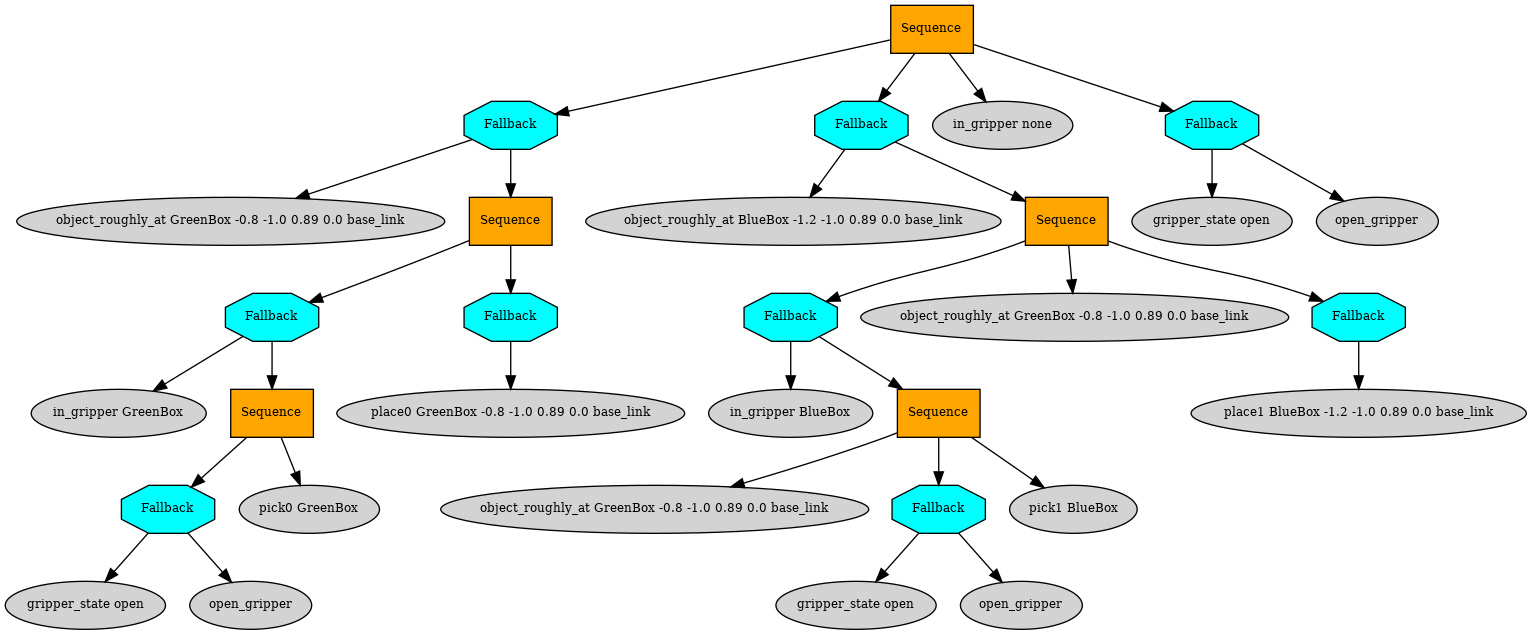 Sequence
Fallback
Fallback
in_gripper none
Fallback
object_roughly_at GreenBox -0.8 -1.0 0.89 0.0 base_link
Sequence
object_roughly_at BlueBox -1.2 -1.0 0.89 0.0 base_link
Sequence
gripper_state open
open_gripper
Fallback
Fallback
Fallback
object_roughly_at GreenBox -0.8 -1.0 0.89 0.0 base_link
Fallback
in_gripper GreenBox
Sequence
place0 GreenBox -0.8 -1.0 0.89 0.0 base_link
in_gripper BlueBox
Sequence
place1 BlueBox -1.2 -1.0 0.89 0.0 base_link
Fallback
pick0 GreenBox
object_roughly_at GreenBox -0.8 -1.0 0.89 0.0 base_link
Fallback
pick1 BlueBox
gripper_state open
open_gripper
gripper_state open
open_gripper